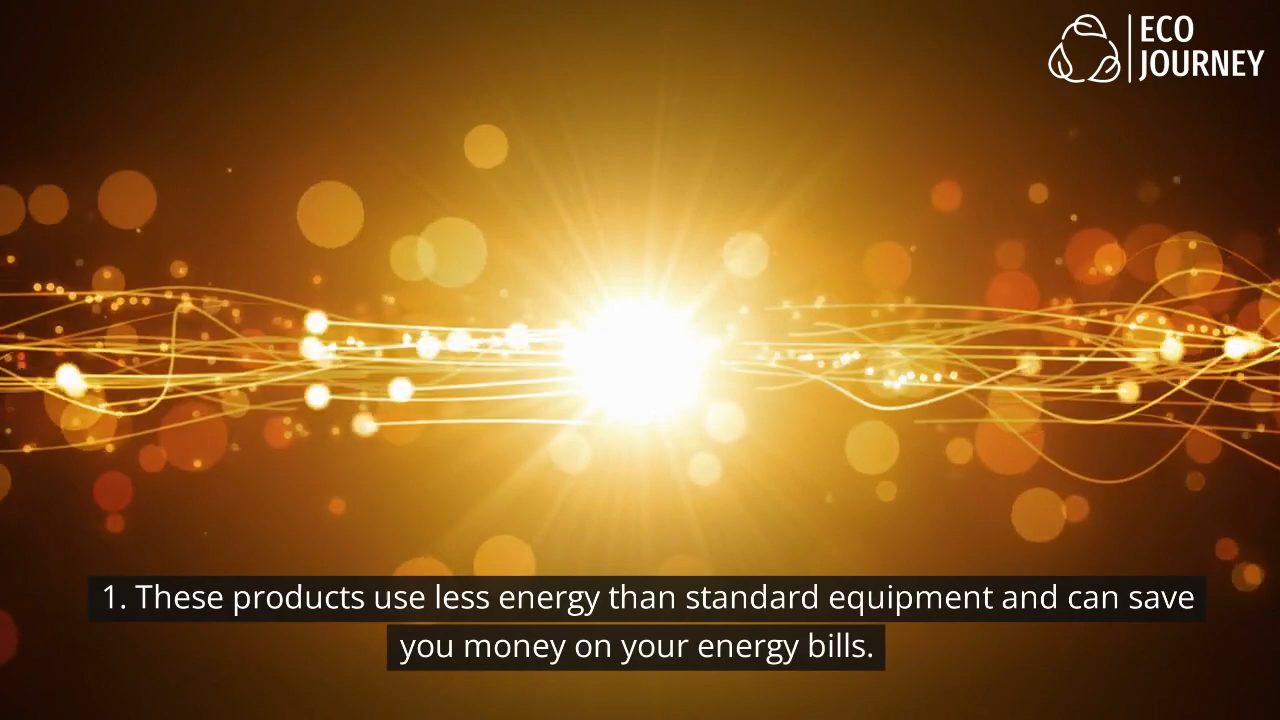 ECO
JOURNEY
1. These products use less energy than standard equipment and can save
you money on your energy bills.